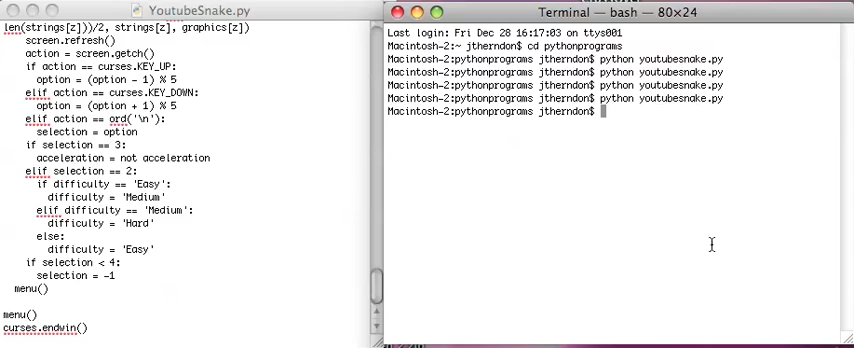 YoutubeSnake.py
len(strings[z]))/2, strings[z], graphics[z])
screen.refresh()
action = screen.getch()
if action == curses.KEY_UP:
option = (option - 1) % 5
elif action == curses.KEY_DOWN:
option = (option + 1) % 5
elif action == ord('\n'):
selection = option
if selection == 3:
acceleration = not acceleration
elif selection == 2:
if difficulty == 'Easy':
difficulty = 'Medium'
elif difficulty == 'Medium':
difficulty = 'Hard'
else:
difficulty = 'Easy'
if selection < 4:
selection = -1
menu()
menu()
curses.endwin()
Terminal — bash — 80×24
Last login: Fri Dec 28 16:17:03 on ttys001
Macintosh-2:~ jtherndon$ cd pythonprograms
Macintosh-2:pythonprograms jtherndon$ python youtubesnake.py
Macintosh-2:pythonprograms jtherndon$ python youtubesnake.py
Macintosh-2:pythonprograms jtherndon$ python youtubesnake.py
Macintosh-2:pythonprograms jtherndon$ python youtubesnake.py
Macintosh-2:pythonprograms jtherndon$